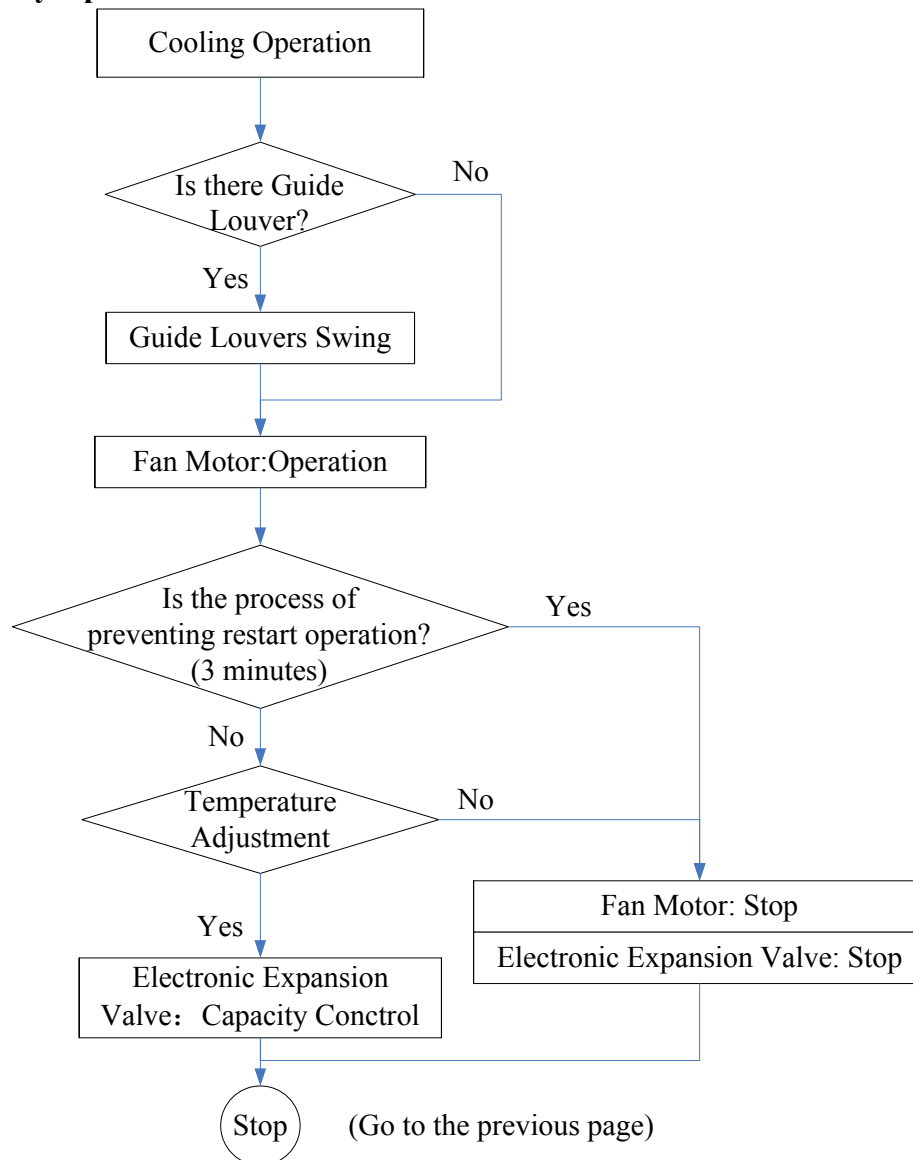 Cooling Operation
Is there Guide
Louver?
No
Yes
Guide Louvers Swing
Fan Motor:Operation
Is the process of
preventing restart operation?
(3 minutes)
Yes
No
Temperature
Adjustment
No
Yes
Fan Motor: Stop
Electronic Expansion Valve: Stop
Electronic Expansion
Valve：Capacity Conctrol
Stop
(Go to the previous page)